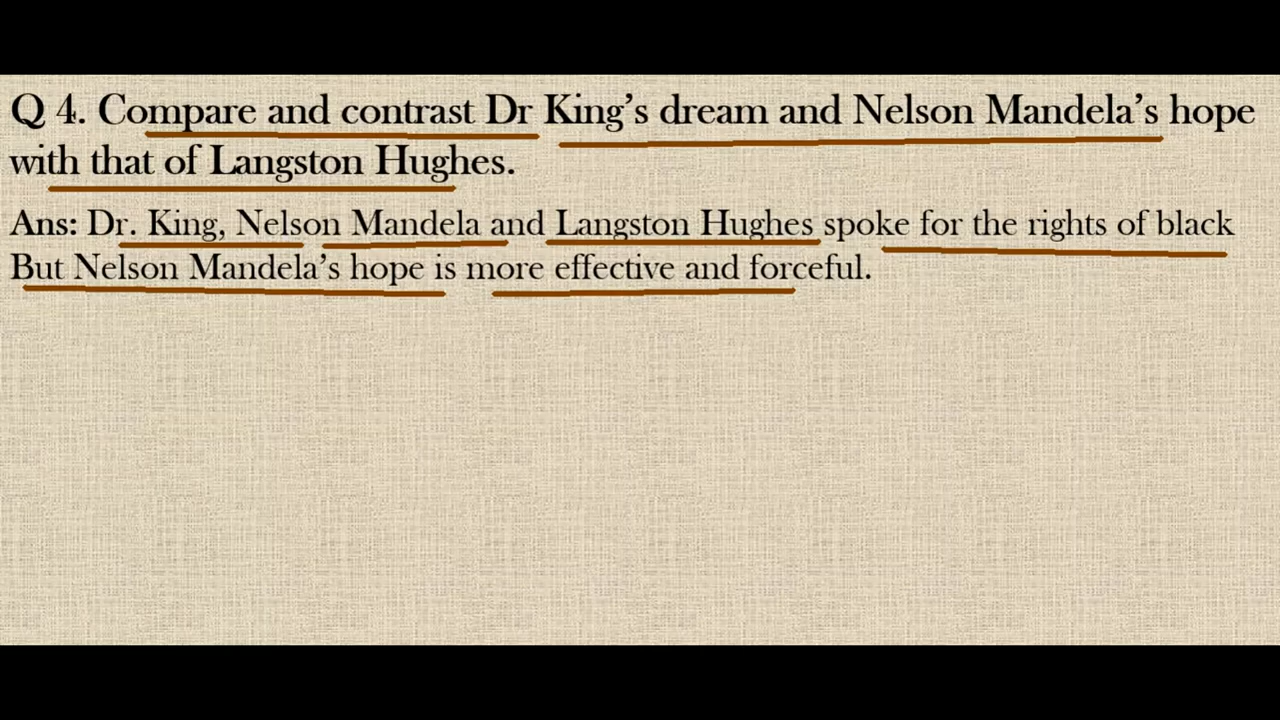 Q 4. Compare and contrast Dr King’s dream and Nelson Mandela’s hope
with that of Langston Hughes.
Ans: Dr. King, Nelson Mandela and Langston Hughes spoke for the rights of black
But Nelson Mandela’s hope is more effective and forceful.